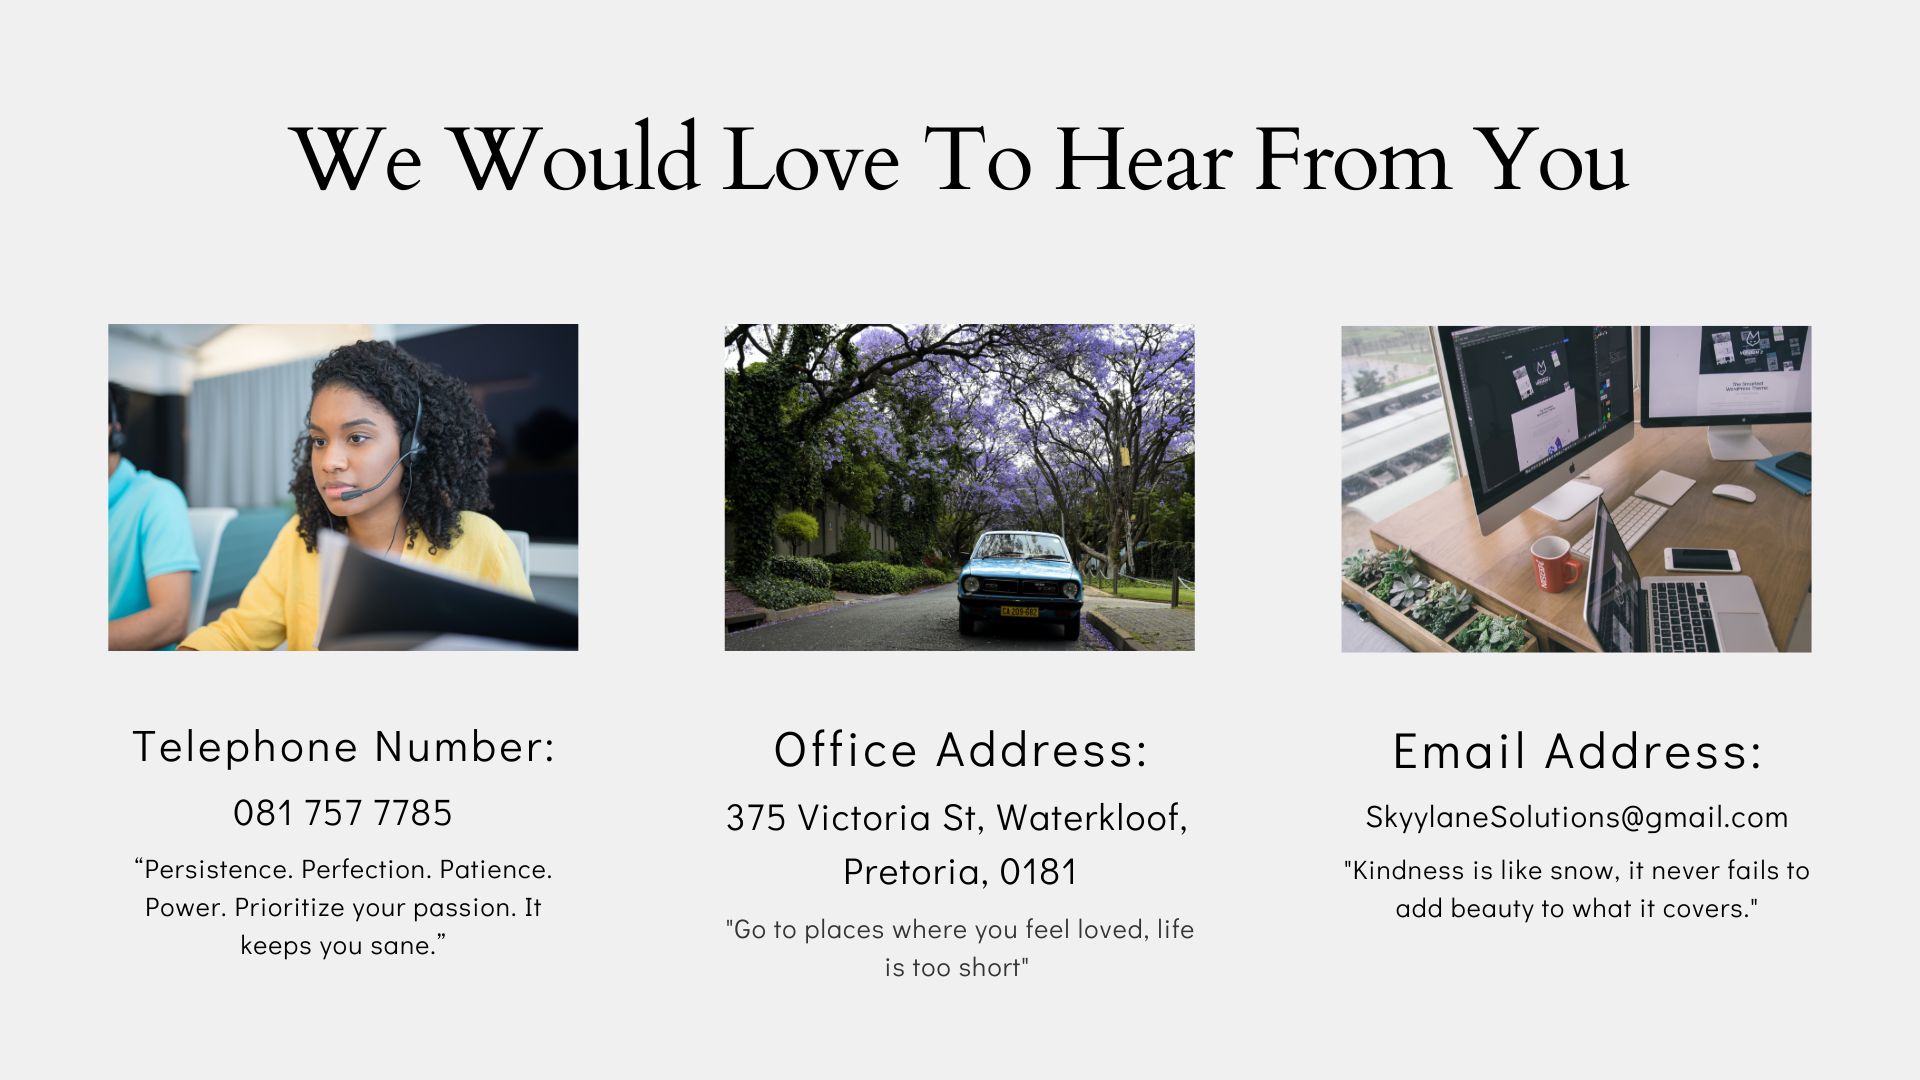 We Would Love To Hear From You
Telephone Number:
081 757 7785
“Persistence. Perfection. Patience.
Power. Prioritize your passion. It
keeps you sane.”
Office Address:
375 Victoria St, Waterkloof,
Pretoria, 0181
"Go to places where you feel loved, life
is too short"
Email Address:
SkyylaneSolutions@gmail.com
"Kindness is like snow, it never fails to
add beauty to what it covers."